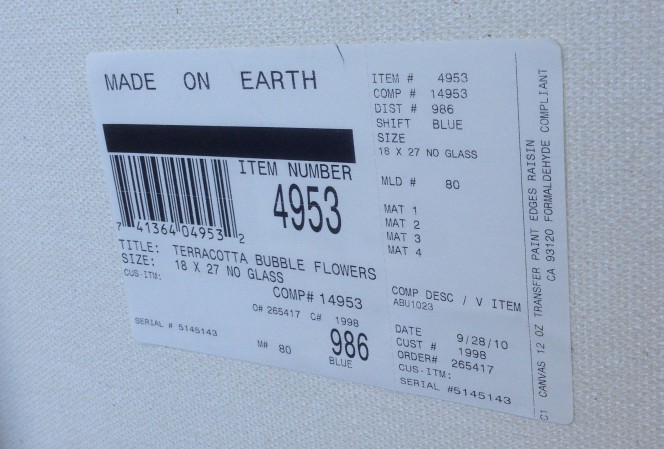 MADE ON EARTH
ITEM NUMBER
4953
7 41364 04953 2
TITLE: TERRACOTTA BUBBLE FLOWERS
SIZE: 18 X 27 NO GLASS
CUS-ITM:
COMP# 14953
O# 265417 C# 1998
SERIAL # 5145143
M# 80
986
BLUE
ITEM # 4953
COMP # 14953
DIST # 986
SHIFT BLUE
SIZE
18 X 27 NO GLASS
MLD # 80
MAT 1
MAT 2
MAT 3
MAT 4
COMP DESC / V ITEM
ABU1023
DATE 9/28/10
CUST # 1998
ORDER# 265417
CUS-ITM:
SERIAL #5145143
C1 CANVAS 12 OZ TRANSFER PAINT EDGES RAISIN
CA 93120 FORMALDEHYDE COMPLIANT